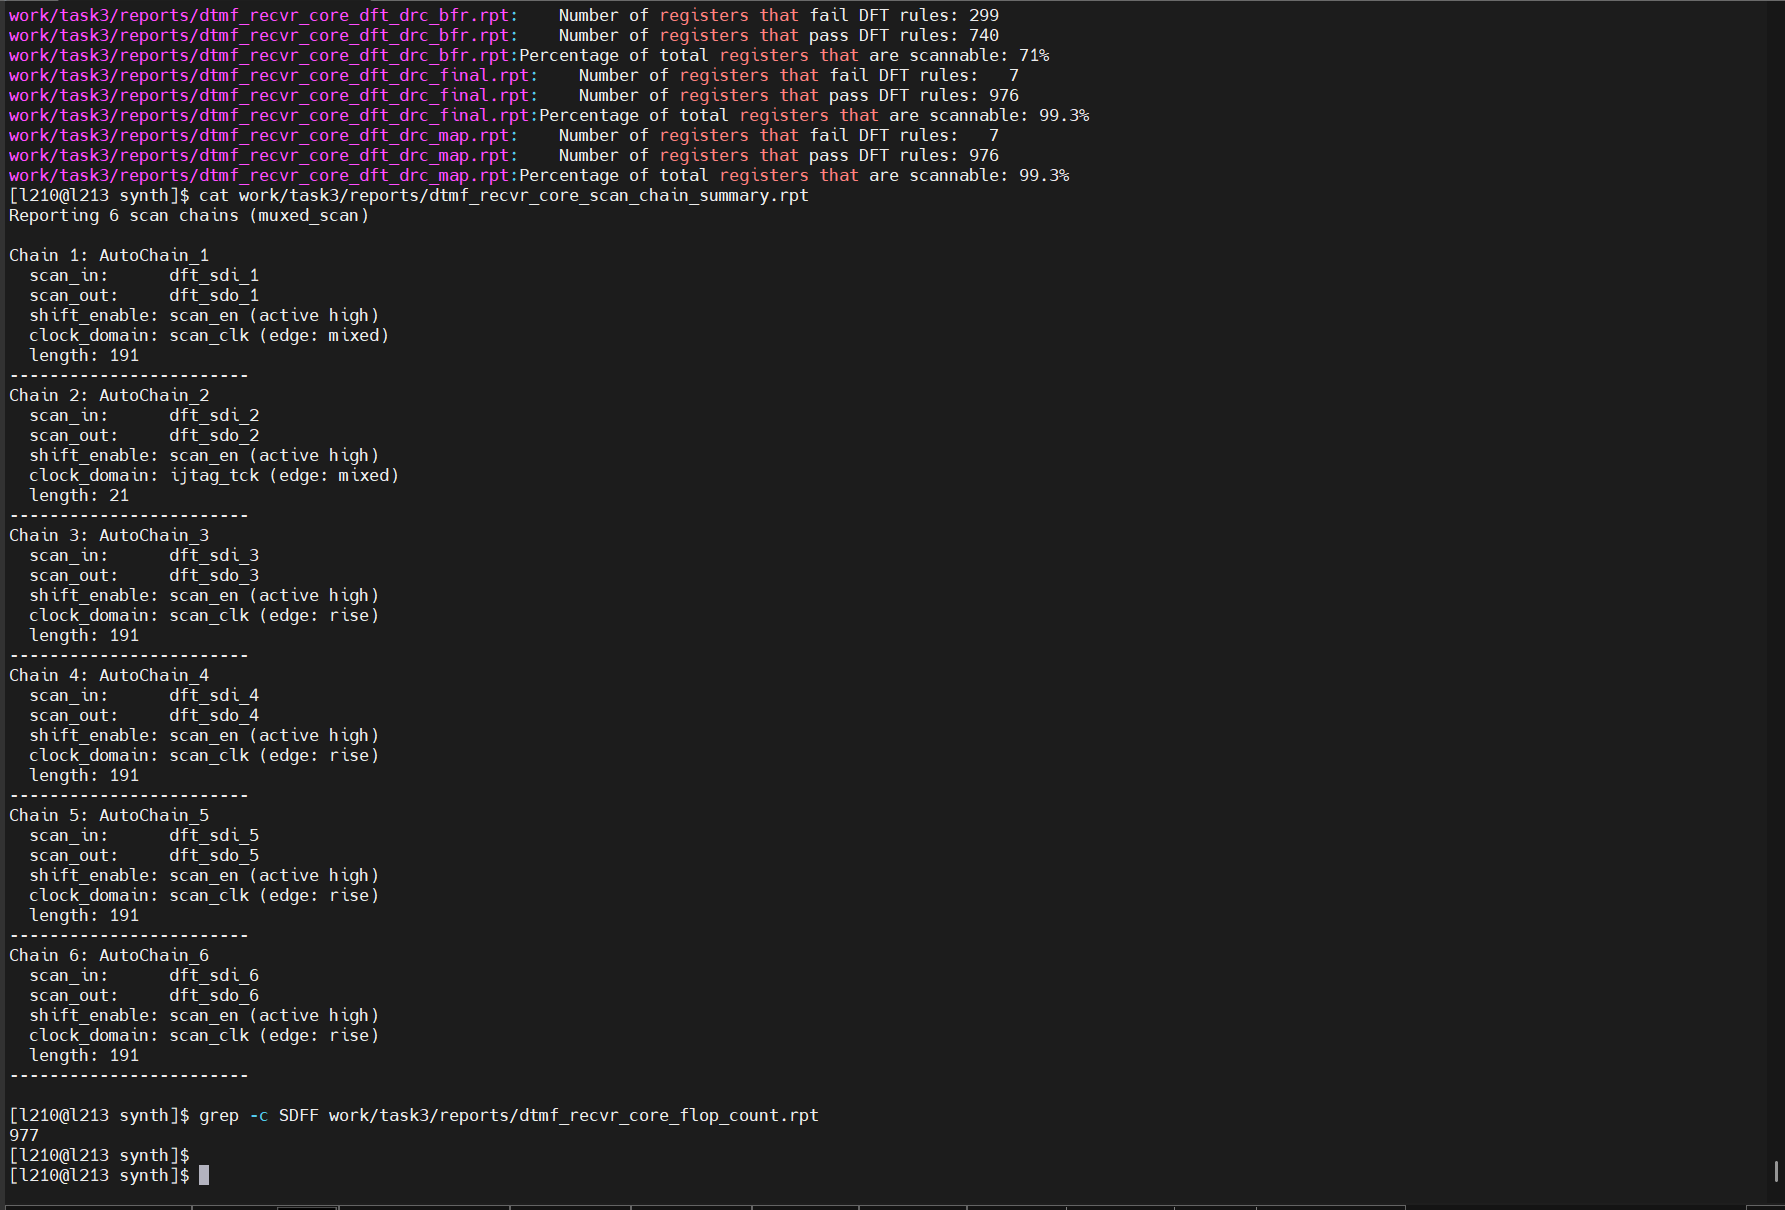 work/task3/reports/dtmf_recvr_core_dft_drc_bfr.rpt:    Number of registers that fail DFT rules: 299
work/task3/reports/dtmf_recvr_core_dft_drc_bfr.rpt:    Number of registers that pass DFT rules: 740
work/task3/reports/dtmf_recvr_core_dft_drc_bfr.rpt:Percentage of total registers that are scannable: 71%
work/task3/reports/dtmf_recvr_core_dft_drc_final.rpt:    Number of registers that fail DFT rules:   7
work/task3/reports/dtmf_recvr_core_dft_drc_final.rpt:    Number of registers that pass DFT rules: 976
work/task3/reports/dtmf_recvr_core_dft_drc_final.rpt:Percentage of total registers that are scannable: 99.3%
work/task3/reports/dtmf_recvr_core_dft_drc_map.rpt:    Number of registers that fail DFT rules:   7
work/task3/reports/dtmf_recvr_core_dft_drc_map.rpt:    Number of registers that pass DFT rules: 976
work/task3/reports/dtmf_recvr_core_dft_drc_map.rpt:Percentage of total registers that are scannable: 99.3%
[l210@l213 synth]$ cat work/task3/reports/dtmf_recvr_core_scan_chain_summary.rpt
Reporting 6 scan chains (muxed_scan)

Chain 1: AutoChain_1
  scan_in:      dft_sdi_1
  scan_out:     dft_sdo_1
  shift_enable: scan_en (active high)
  clock_domain: scan_clk (edge: mixed)
  length: 191
------------------------
Chain 2: AutoChain_2
  scan_in:      dft_sdi_2
  scan_out:     dft_sdo_2
  shift_enable: scan_en (active high)
  clock_domain: ijtag_tck (edge: mixed)
  length: 21
------------------------
Chain 3: AutoChain_3
  scan_in:      dft_sdi_3
  scan_out:     dft_sdo_3
  shift_enable: scan_en (active high)
  clock_domain: scan_clk (edge: rise)
  length: 191
------------------------
Chain 4: AutoChain_4
  scan_in:      dft_sdi_4
  scan_out:     dft_sdo_4
  shift_enable: scan_en (active high)
  clock_domain: scan_clk (edge: rise)
  length: 191
------------------------
Chain 5: AutoChain_5
  scan_in:      dft_sdi_5
  scan_out:     dft_sdo_5
  shift_enable: scan_en (active high)
  clock_domain: scan_clk (edge: rise)
  length: 191
------------------------
Chain 6: AutoChain_6
  scan_in:      dft_sdi_6
  scan_out:     dft_sdo_6
  shift_enable: scan_en (active high)
  clock_domain: scan_clk (edge: rise)
  length: 191
------------------------

[l210@l213 synth]$ grep -c SDFF work/task3/reports/dtmf_recvr_core_flop_count.rpt
977
[l210@l213 synth]$
[l210@l213 synth]$